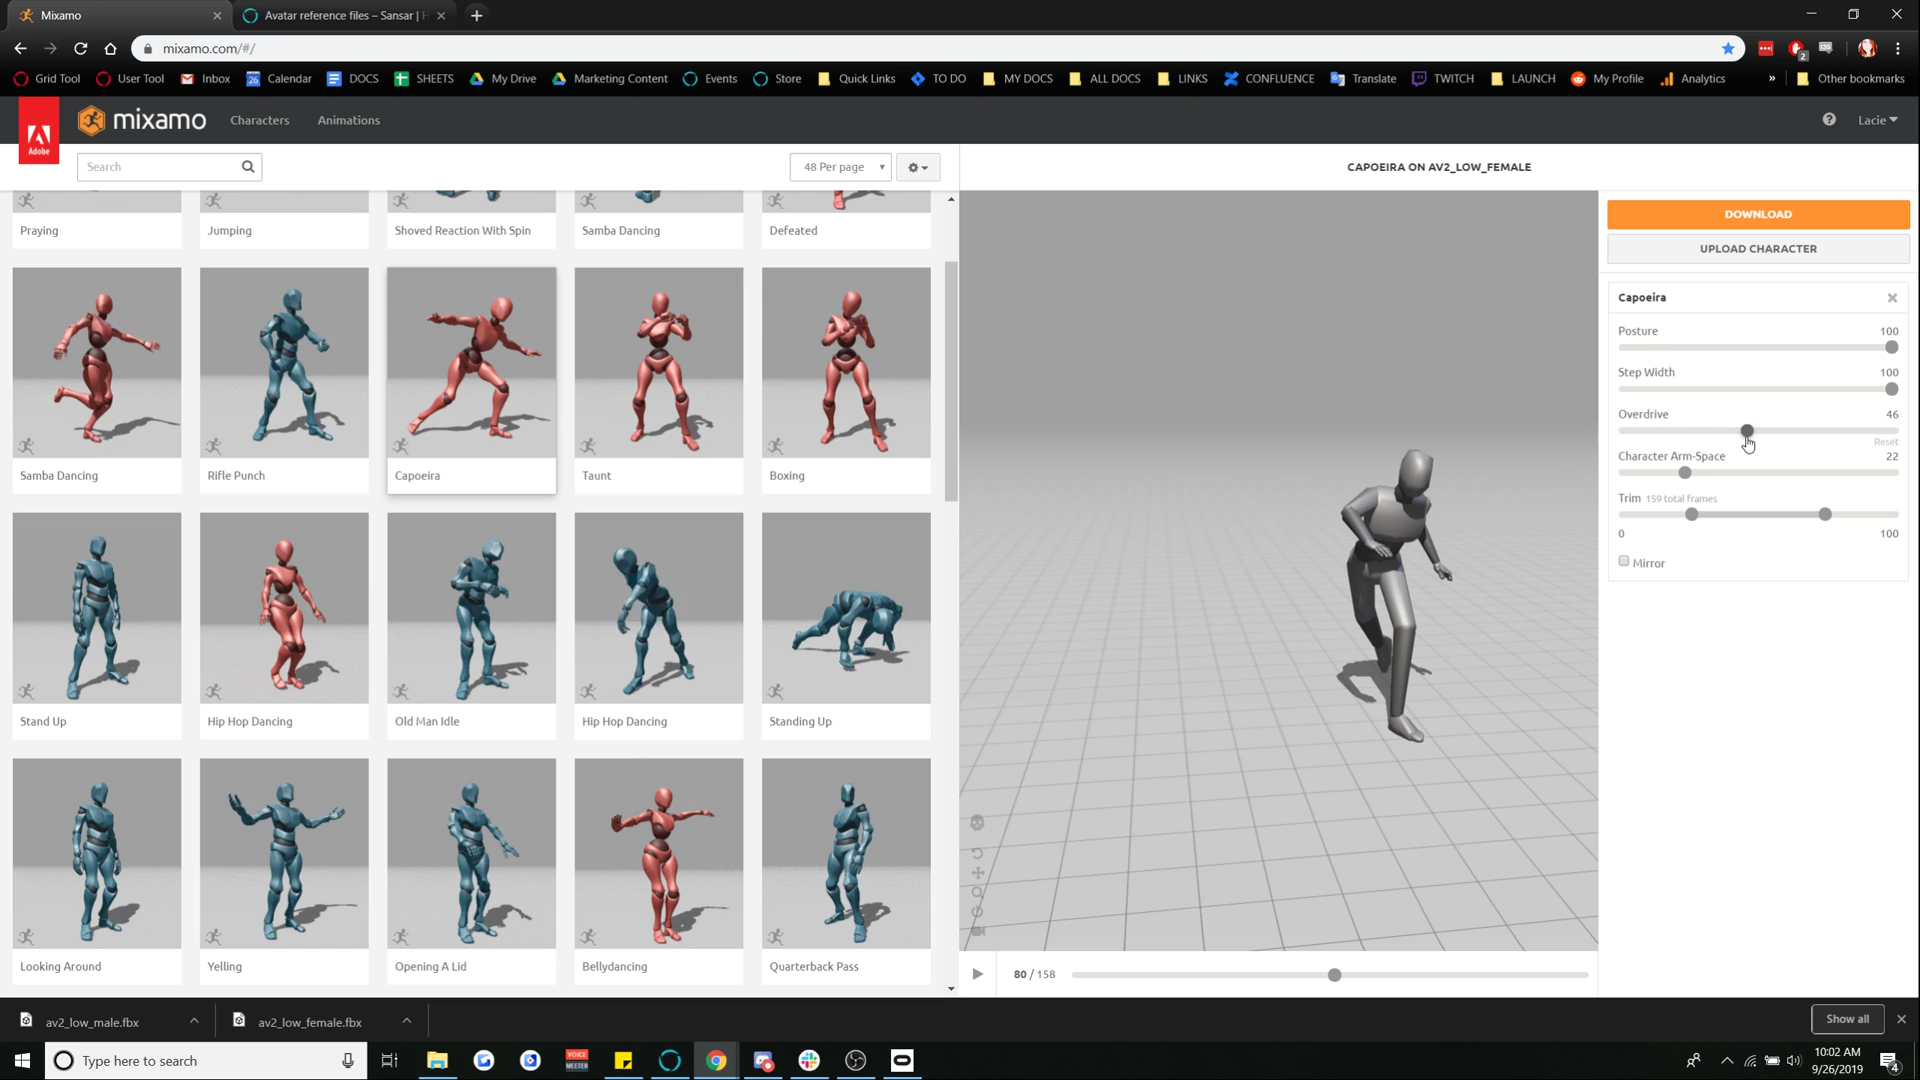 Mixamo
Avatar reference files – Sansar | H
mixamo.com/#/
2
Grid Tool
User Tool
Inbox
26
Calendar
DOCS
SHEETS
My Drive
Marketing Content
Events
Store
Quick Links
TO DO
MY DOCS
ALL DOCS
LINKS
CONFLUENCE
Translate
TWITCH
LAUNCH
My Profile
Analytics
»
Other bookmarks
Adobe
mixamo
Characters
Animations
Lacie
Search
48 Per page
CAPOEIRA ON AV2_LOW_FEMALE
Praying
Jumping
Shoved Reaction With Spin
Samba Dancing
Defeated
Samba Dancing
Rifle Punch
Capoeira
Taunt
Boxing
Stand Up
Hip Hop Dancing
Old Man Idle
Hip Hop Dancing
Standing Up
Looking Around
Yelling
Opening A Lid
Bellydancing
Quarterback Pass
DOWNLOAD
UPLOAD CHARACTER
Capoeira
Posture 100
Step Width 100
Overdrive 46
Reset
Character Arm-Space 22
Trim 159 total frames
0 100
Mirror
80 / 158
av2_low_male.fbx
av2_low_female.fbx
Show all
Type here to search
VOICE
MEETER
10:02 AM
9/26/2019
4